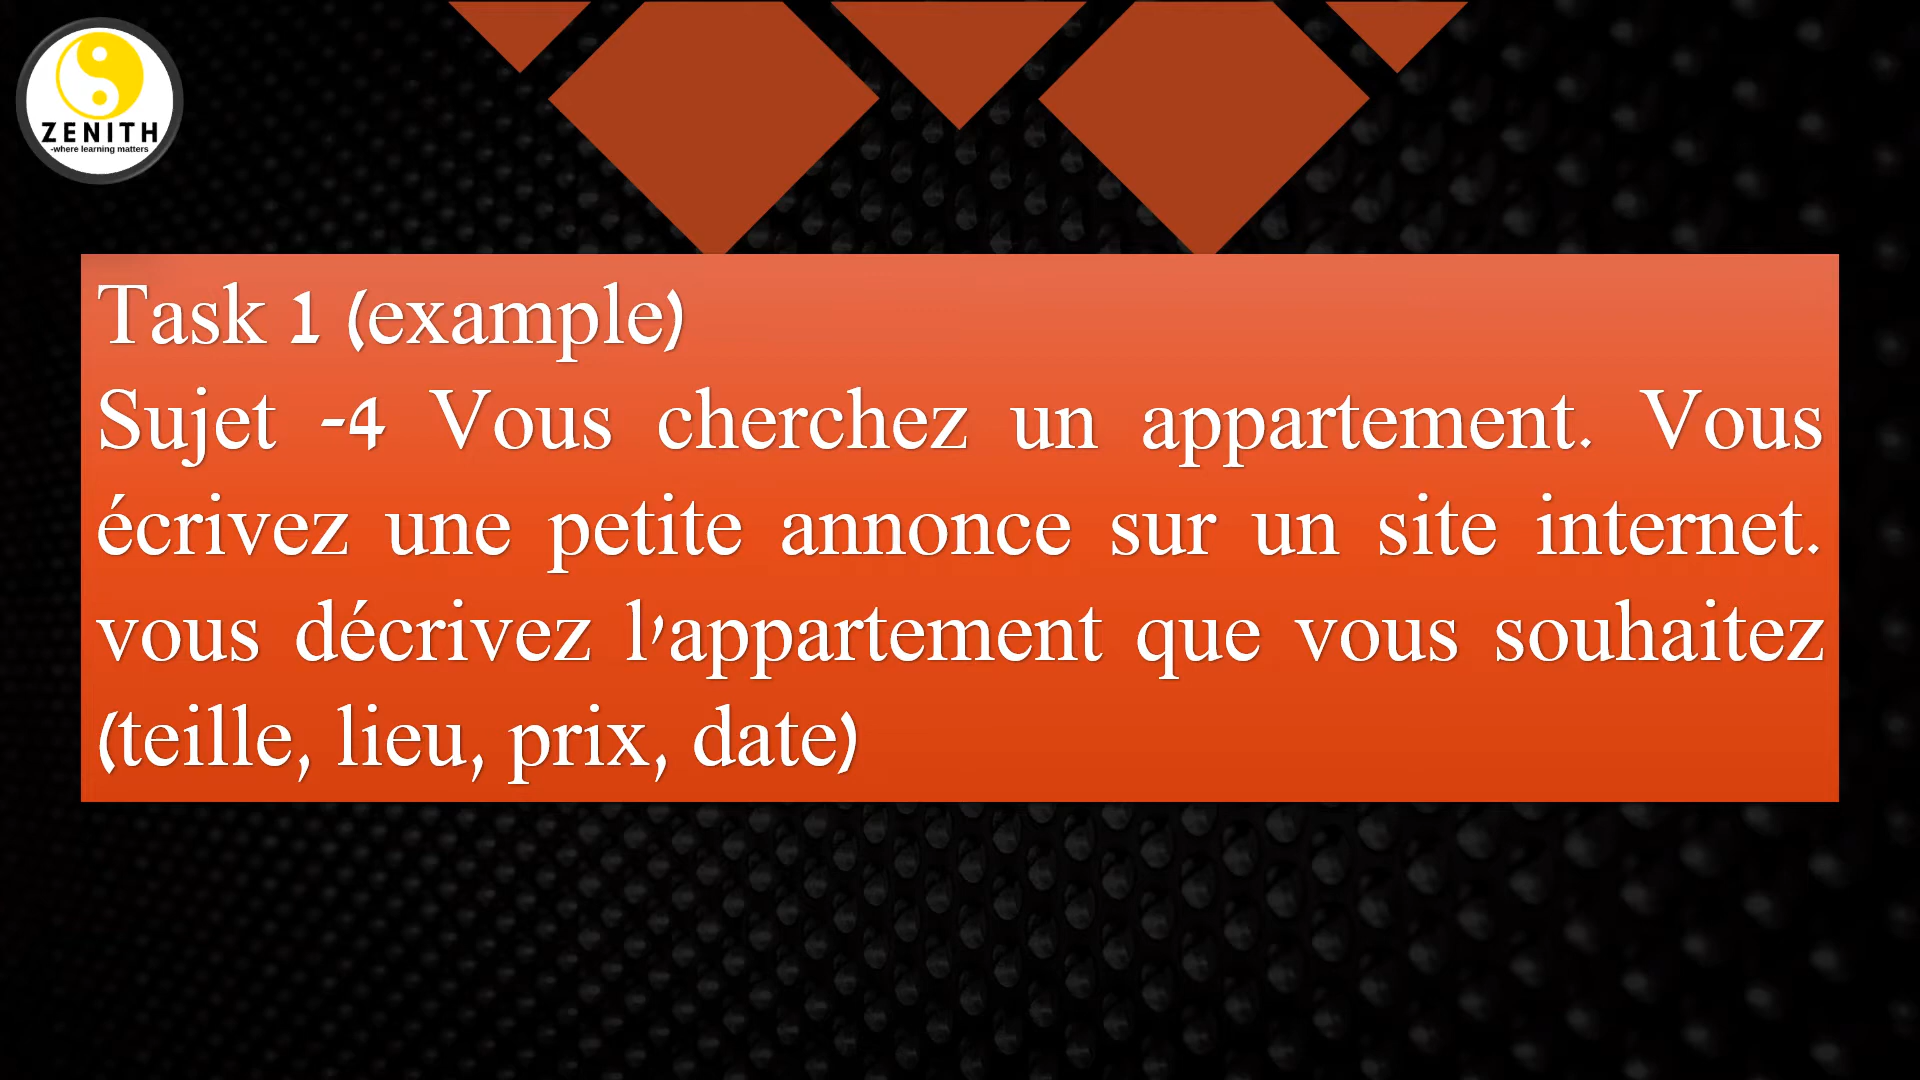 ZENITH
-where learning matters
Task 1 (example)
Sujet -4 Vous cherchez un appartement. Vous
écrivez une petite annonce sur un site internet.
vous décrivez l'appartement que vous souhaitez
(teille, lieu, prix, date)